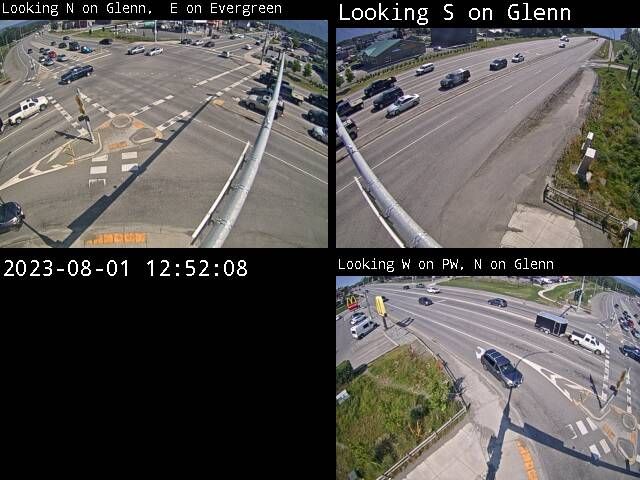 Looking N on Glenn,  E on Evergreen
Looking S on Glenn
2023-08-01 12:52:08
Looking W on PW, N on Glenn